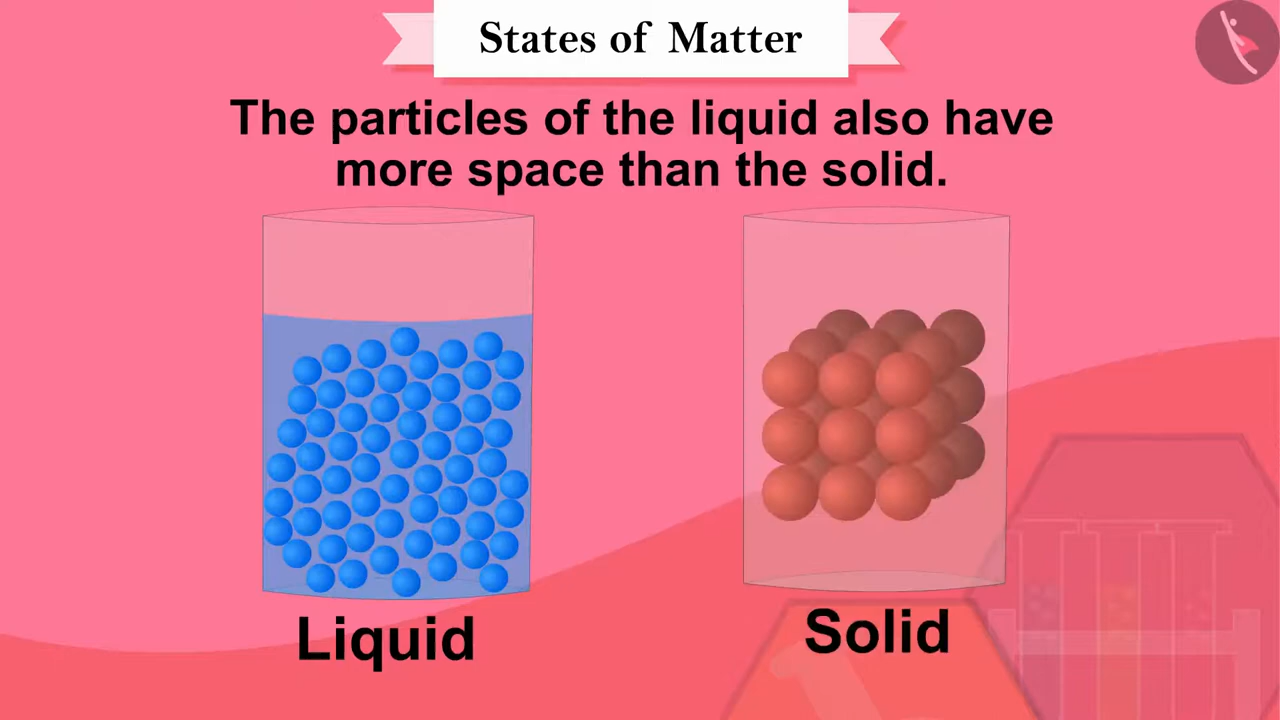 States of Matter
The particles of the liquid also have
more space than the solid.
Liquid
Solid